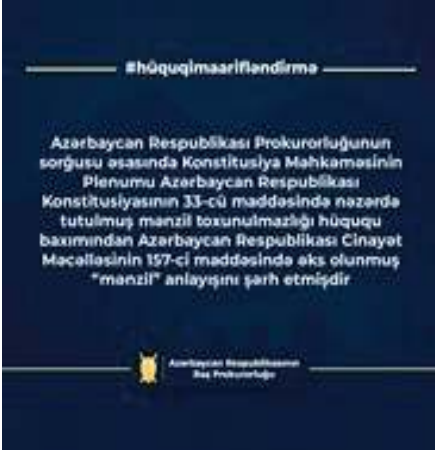 #hüquqimaarifləndirmə
Azərbaycan Respublikası Prokurorluğunun
sorğusu əsasında Konstitusiya Məhkəməsinin
Plenumu Azərbaycan Respublikası
Konstitusiyasının 33-cü maddəsində nəzərdə
tutulmuş mənzil toxunulmazlığı hüququ
baxımından Azərbaycan Respublikası Cinayət
Məcəlləsinin 157-ci maddəsində əks olunmuş
“mənzil” anlayışını şərh etmişdir
Azərbaycan Respublikasının
Baş Prokurorluğu